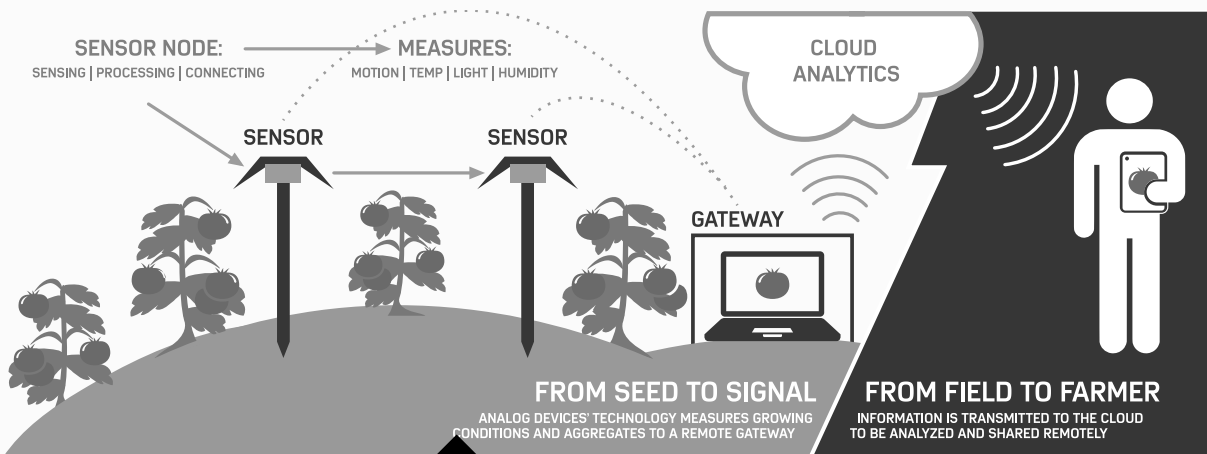 SENSOR NODE:
SENSING | PROCESSING | CONNECTING
MEASURES:
MOTION | TEMP | LIGHT | HUMIDITY
CLOUD
ANALYTICS
SENSOR
SENSOR
GATEWAY
FROM SEED TO SIGNAL
ANALOG DEVICES' TECHNOLOGY MEASURES GROWING
CONDITIONS AND AGGREGATES TO A REMOTE GATEWAY
FROM FIELD TO FARMER
INFORMATION IS TRANSMITTED TO THE CLOUD
TO BE ANALYZED AND SHARED REMOTELY